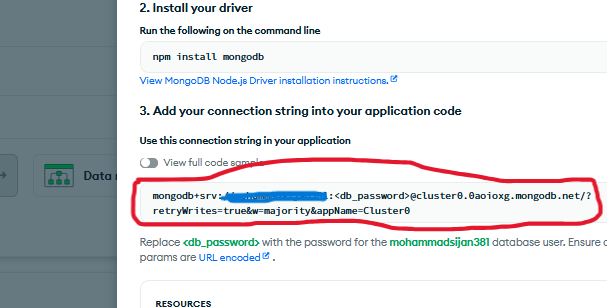 2. Install your driver
Run the following on the command line
npm install mongodb
View MongoDB Node.js Driver installation instructions.
3. Add your connection string into your application code
Use this connection string in your application
View full code sample
Data
mongodb+srv: :<db_password>@cluster0.0aoioxg.mongodb.net/?
retryWrites=true&w=majority&appName=Cluster0
Replace <db_password> with the password for the mohammadsijan381 database user. Ensure
params are URL encoded .
RESOURCES